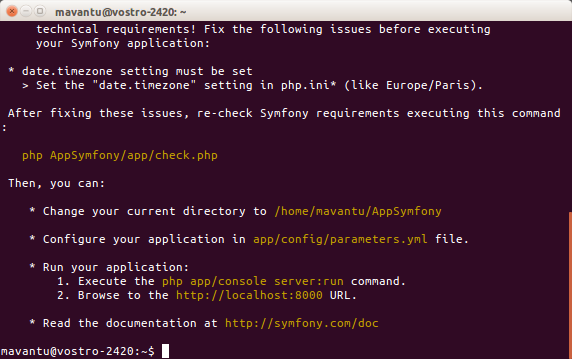 mavantu@vostro-2420: ~
technical requirements! Fix the following issues before executing
your Symfony application:
* date.timezone setting must be set
> Set the "date.timezone" setting in php.ini* (like Europe/Paris).
After fixing these issues, re-check Symfony requirements executing this command
:
php AppSymfony/app/check.php
Then, you can:
* Change your current directory to /home/mavantu/AppSymfony
* Configure your application in app/config/parameters.yml file.
* Run your application:
1. Execute the php app/console server:run command.
2. Browse to the http://localhost:8000 URL.
* Read the documentation at http://symfony.com/doc
mavantu@vostro-2420:~$